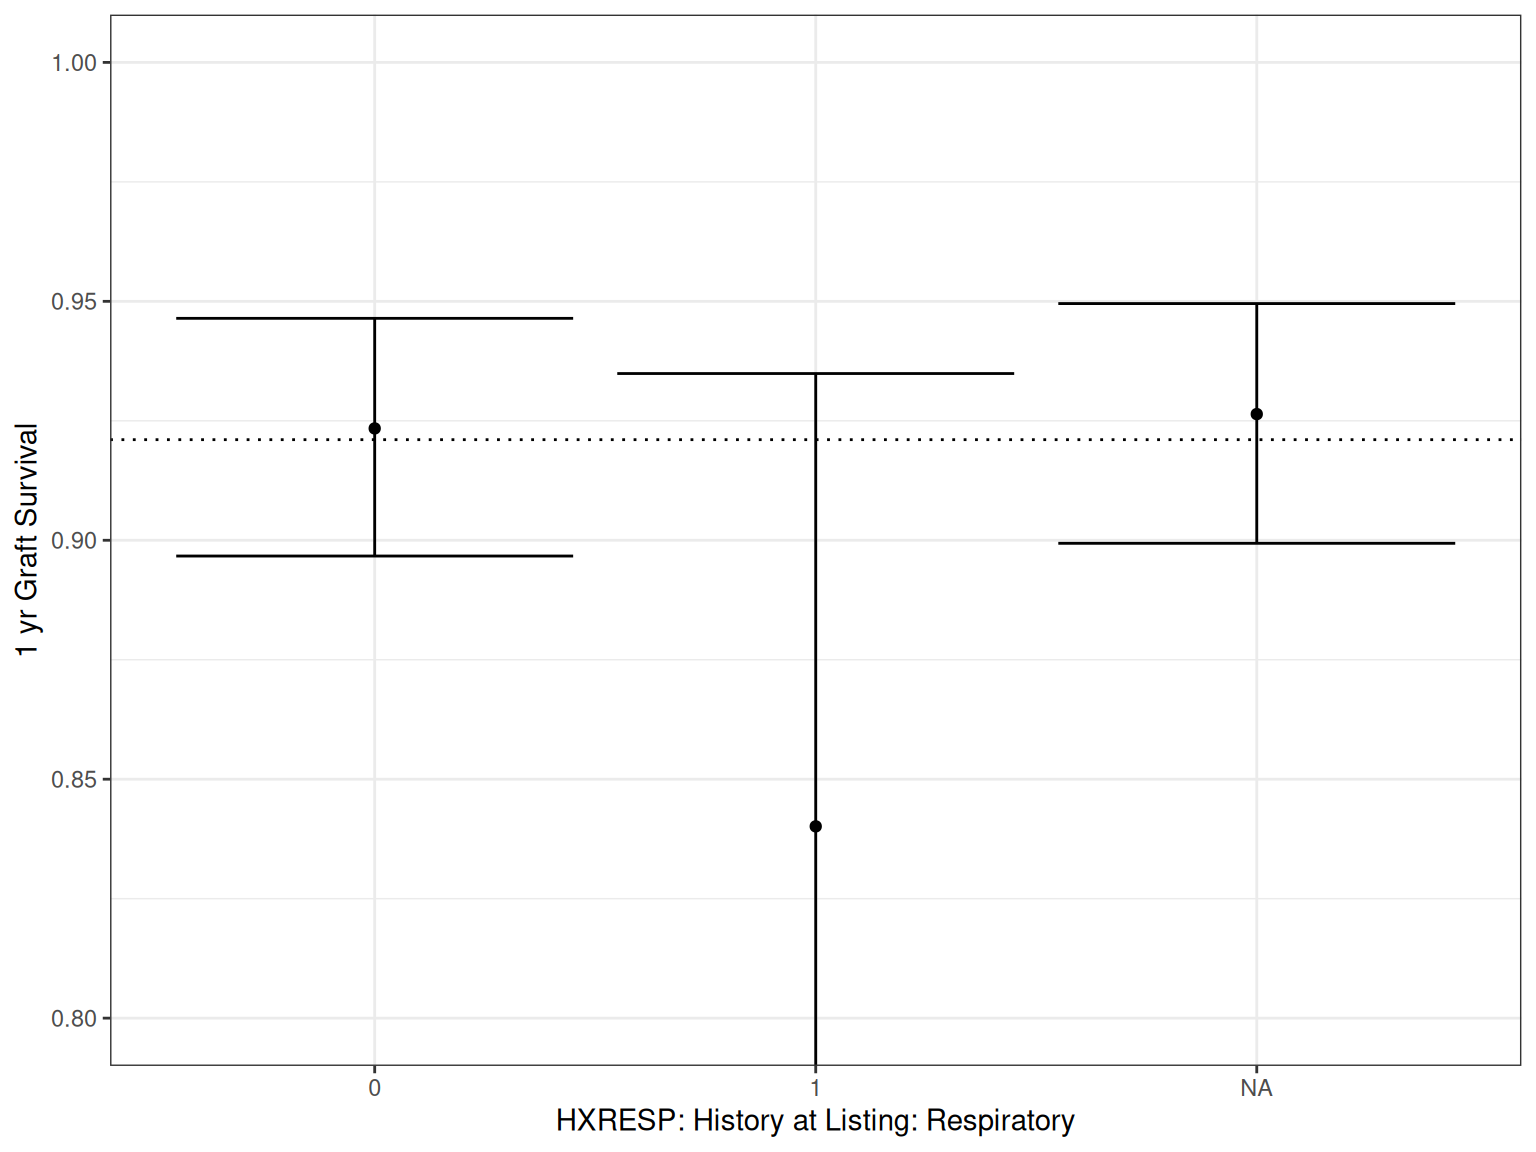 1.00
0.95
0.90
0.85
0.80
1 yr Graft Survival
0 1 NA
HXRESP: History at Listing: Respiratory